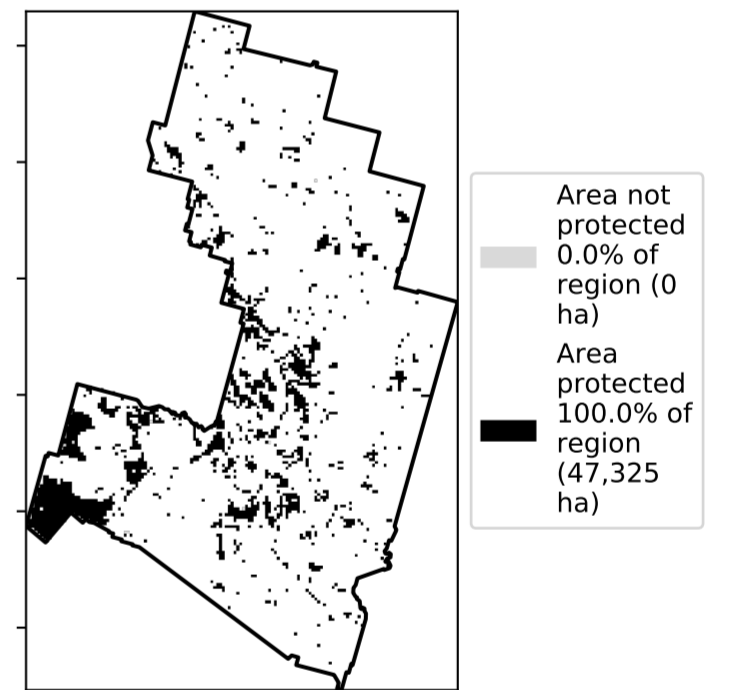 Area not
protected
0.0% of
region (0
ha)
Area
protected
100.0% of
region
(47,325
ha)